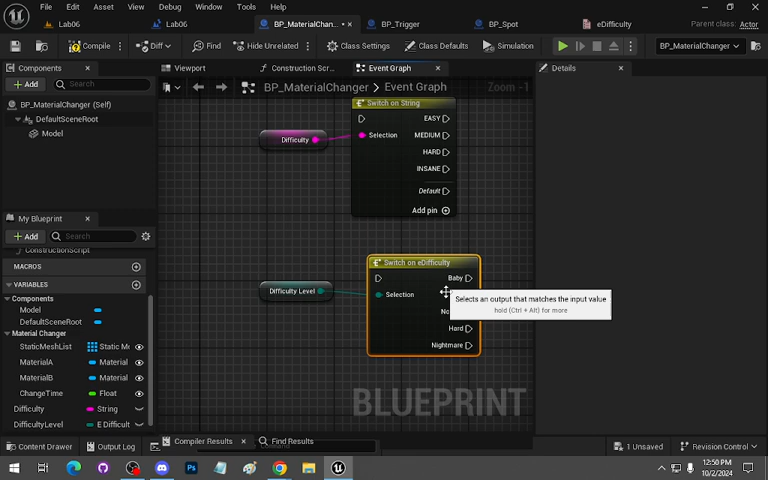 File Edit Asset View Debug Window Tools Help
Lab06
Lab06
BP_MaterialChan...
BP_Trigger
BP_Spot
eDifficulty
Parent class: Actor
Compile
Diff
Find
Hide Unrelated
Class Settings
Class Defaults
Simulation
BP_MaterialChanger
Components
Viewport
Construction Scr...
Event Graph
Details
Add
Search
BP_MaterialChanger > Event Graph
Zoom -1
BP_MaterialChanger (Self)
DefaultSceneRoot
Model
Switch on String
EASY
Difficulty
Selection
MEDIUM
HARD
INSANE
Default
Add pin
My Blueprint
Add
Search
ConstructionScript
MACROS
VARIABLES
Components
Model
DefaultSceneRoot
Material Changer
StaticMeshList
Static Me
MaterialA
Material
MaterialB
Material
ChangeTime
Float
Difficulty
String
DifficultyLevel
E Difficult
Switch on eDifficulty
Baby
Difficulty Level
Selection
Hard
Nightmare
Selects an output that matches the input value
hold (Ctrl + Alt) for more
BLUEPRINT
Content Drawer
Output Log
Compiler Results
Find Results
1 Unsaved
Revision Control
12:50 PM
10/2/2024